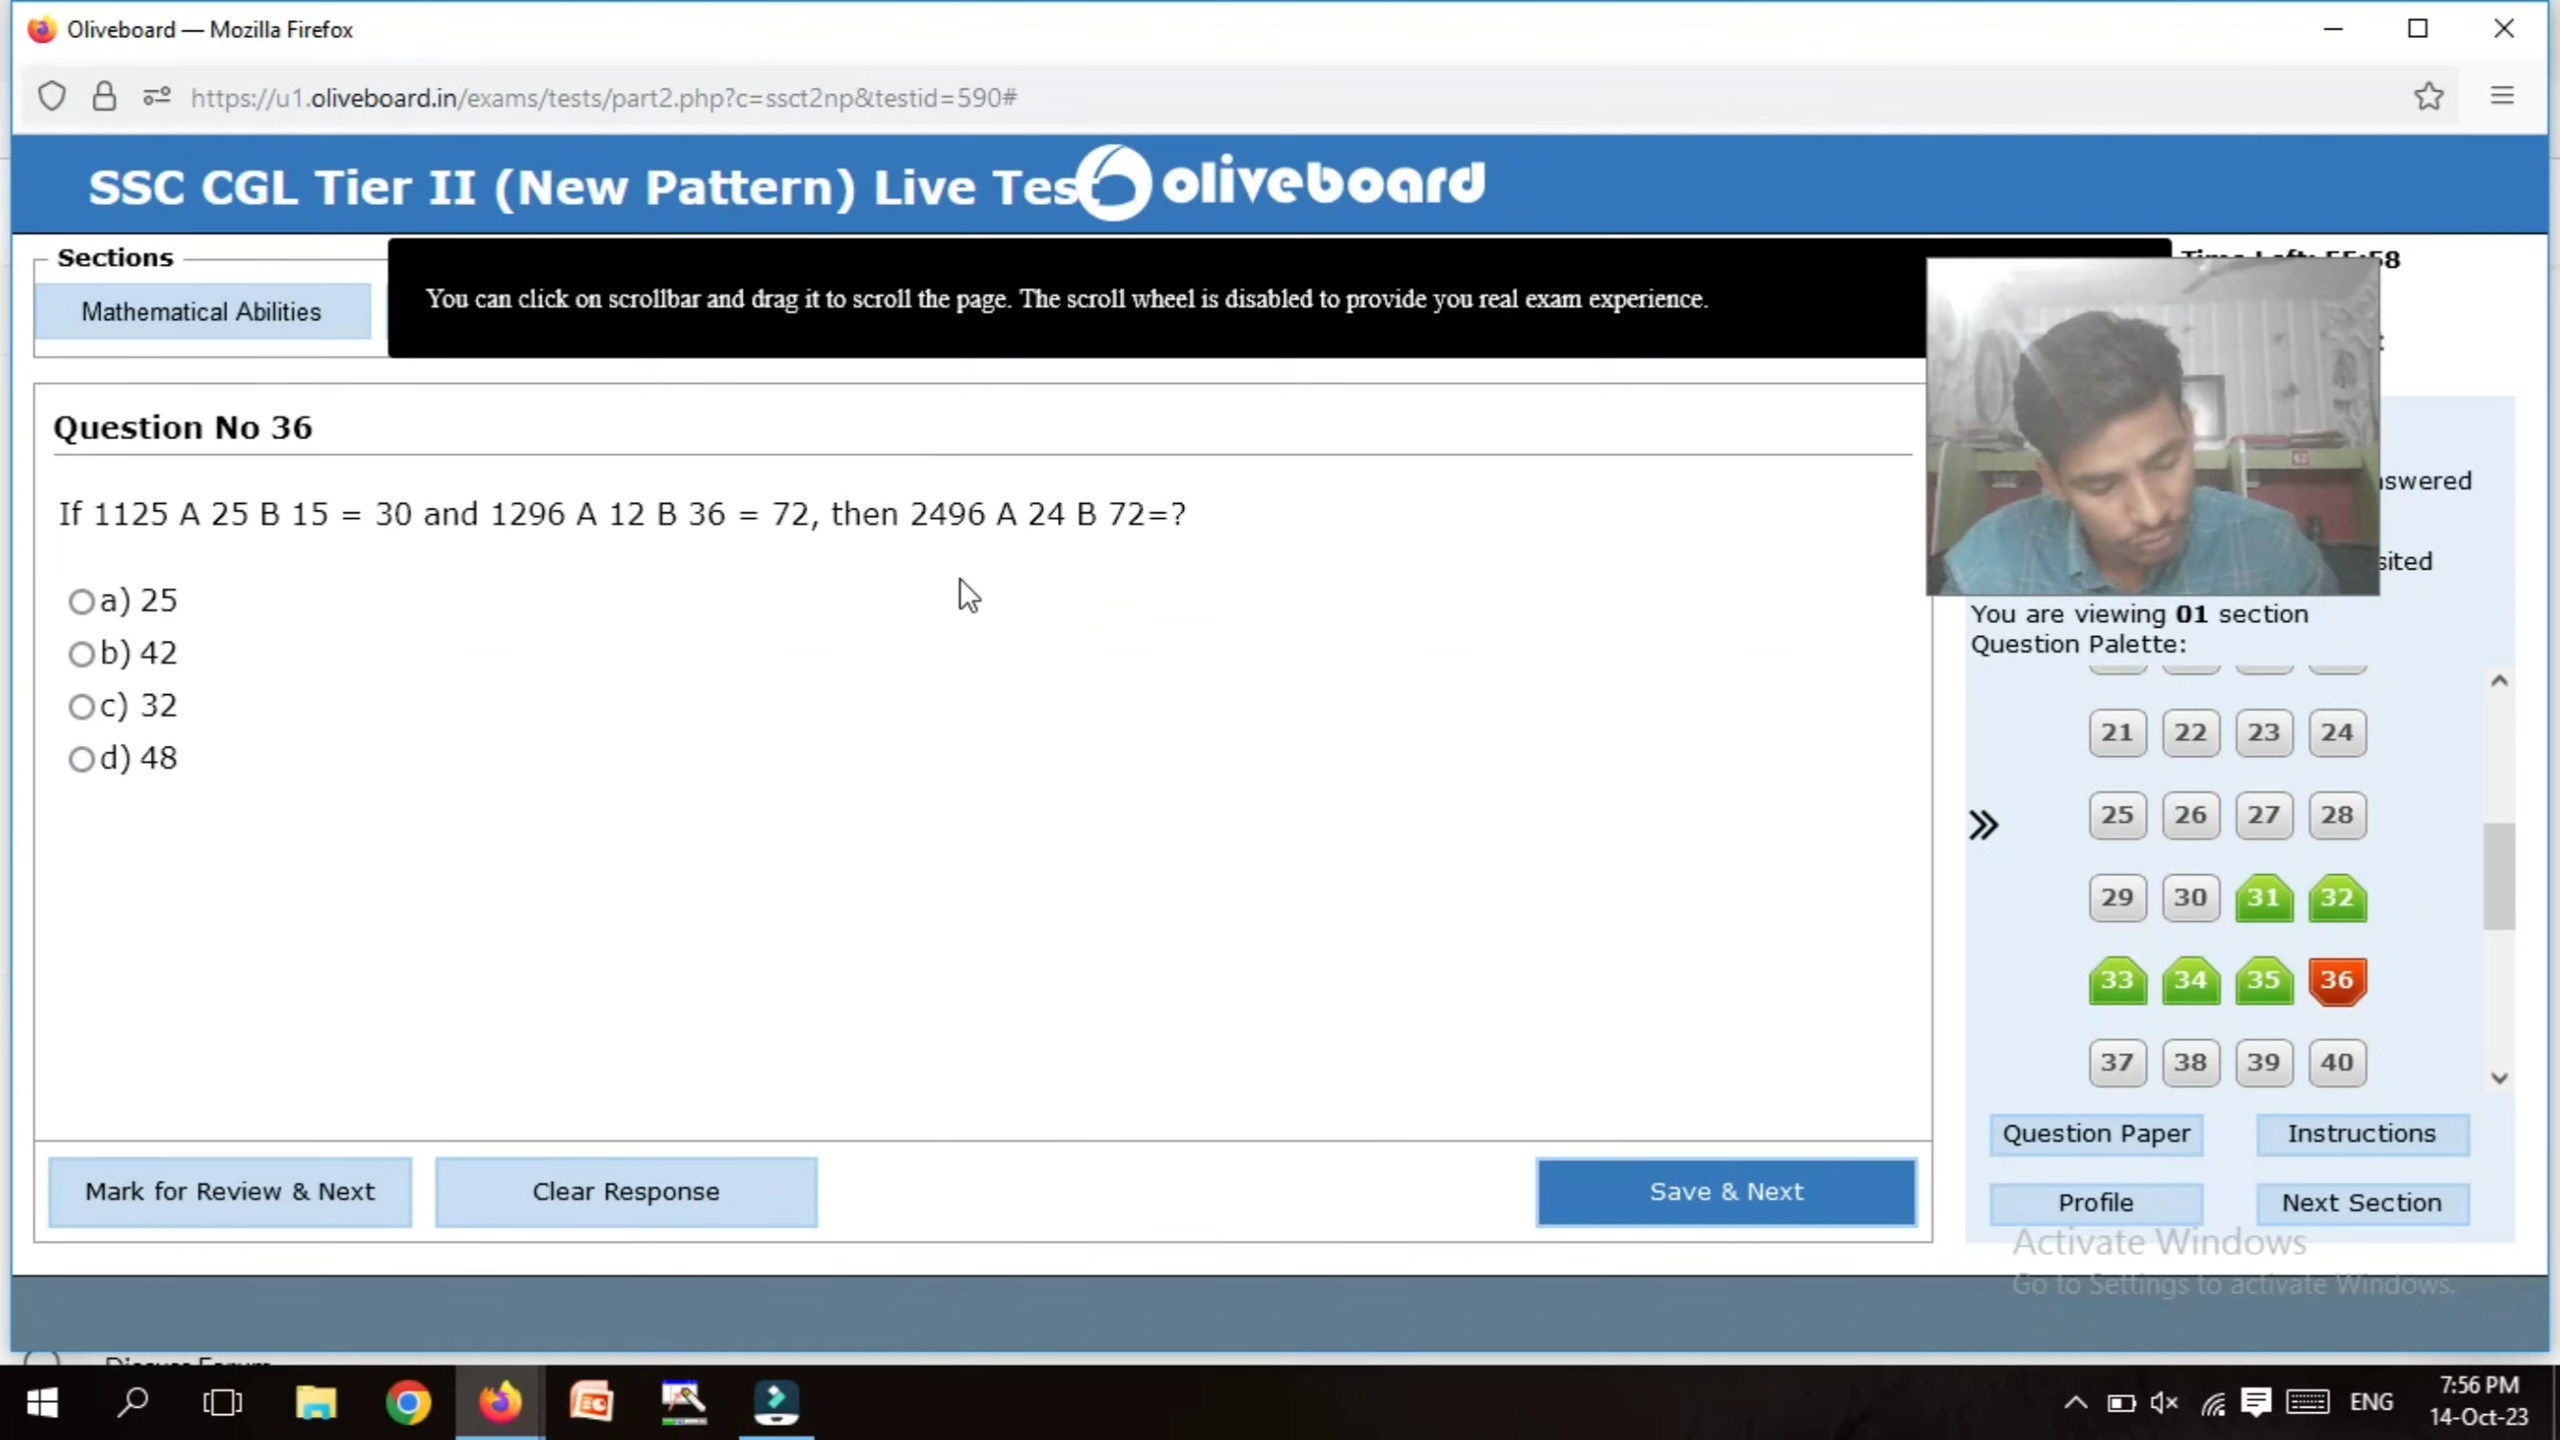 Oliveboard — Mozilla Firefox
https://u1.oliveboard.in/exams/tests/part2.php?c=ssct2np&testid=590#
SSC CGL Tier II (New Pattern) Live Tes
oliveboard
Sections
Mathematical Abilities
You can click on scrollbar and drag it to scroll the page. The scroll wheel is disabled to provide you real exam experience.
:58
Question No 36
If 1125 A 25 B 15 = 30 and 1296 A 12 B 36 = 72, then 2496 A 24 B 72=?
a) 25
b) 42
c) 32
d) 48
swered
sited
You are viewing 01 section
Question Palette:
21 22 23 24
25 26 27 28
29 30 31 32
33 34 35 36
37 38 39 40
Question Paper Instructions
Profile Next Section
Mark for Review & Next Clear Response Save & Next
Activate Windows
Go to Settings to activate Windows.
ENG
7:56 PM
14-Oct-23